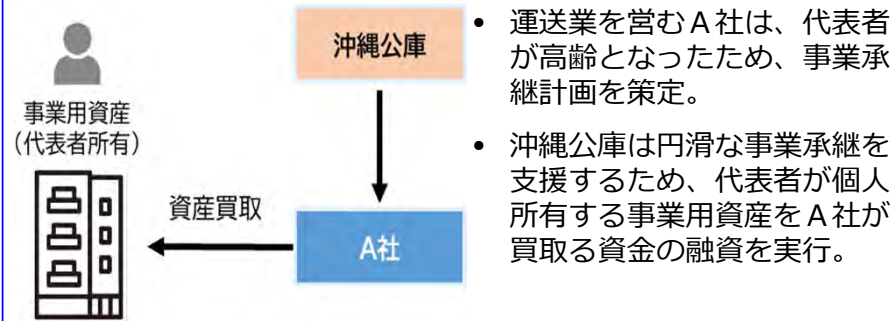 沖縄公庫
事業用資産
（代表者所有）
資産買取
A社
• 運送業を営むＡ社は、代表者
が高齢となったため、事業承
継計画を策定。
• 沖縄公庫は円滑な事業承継を
支援するため、代表者が個人
所有する事業用資産をＡ社が
買取る資金の融資を実行。